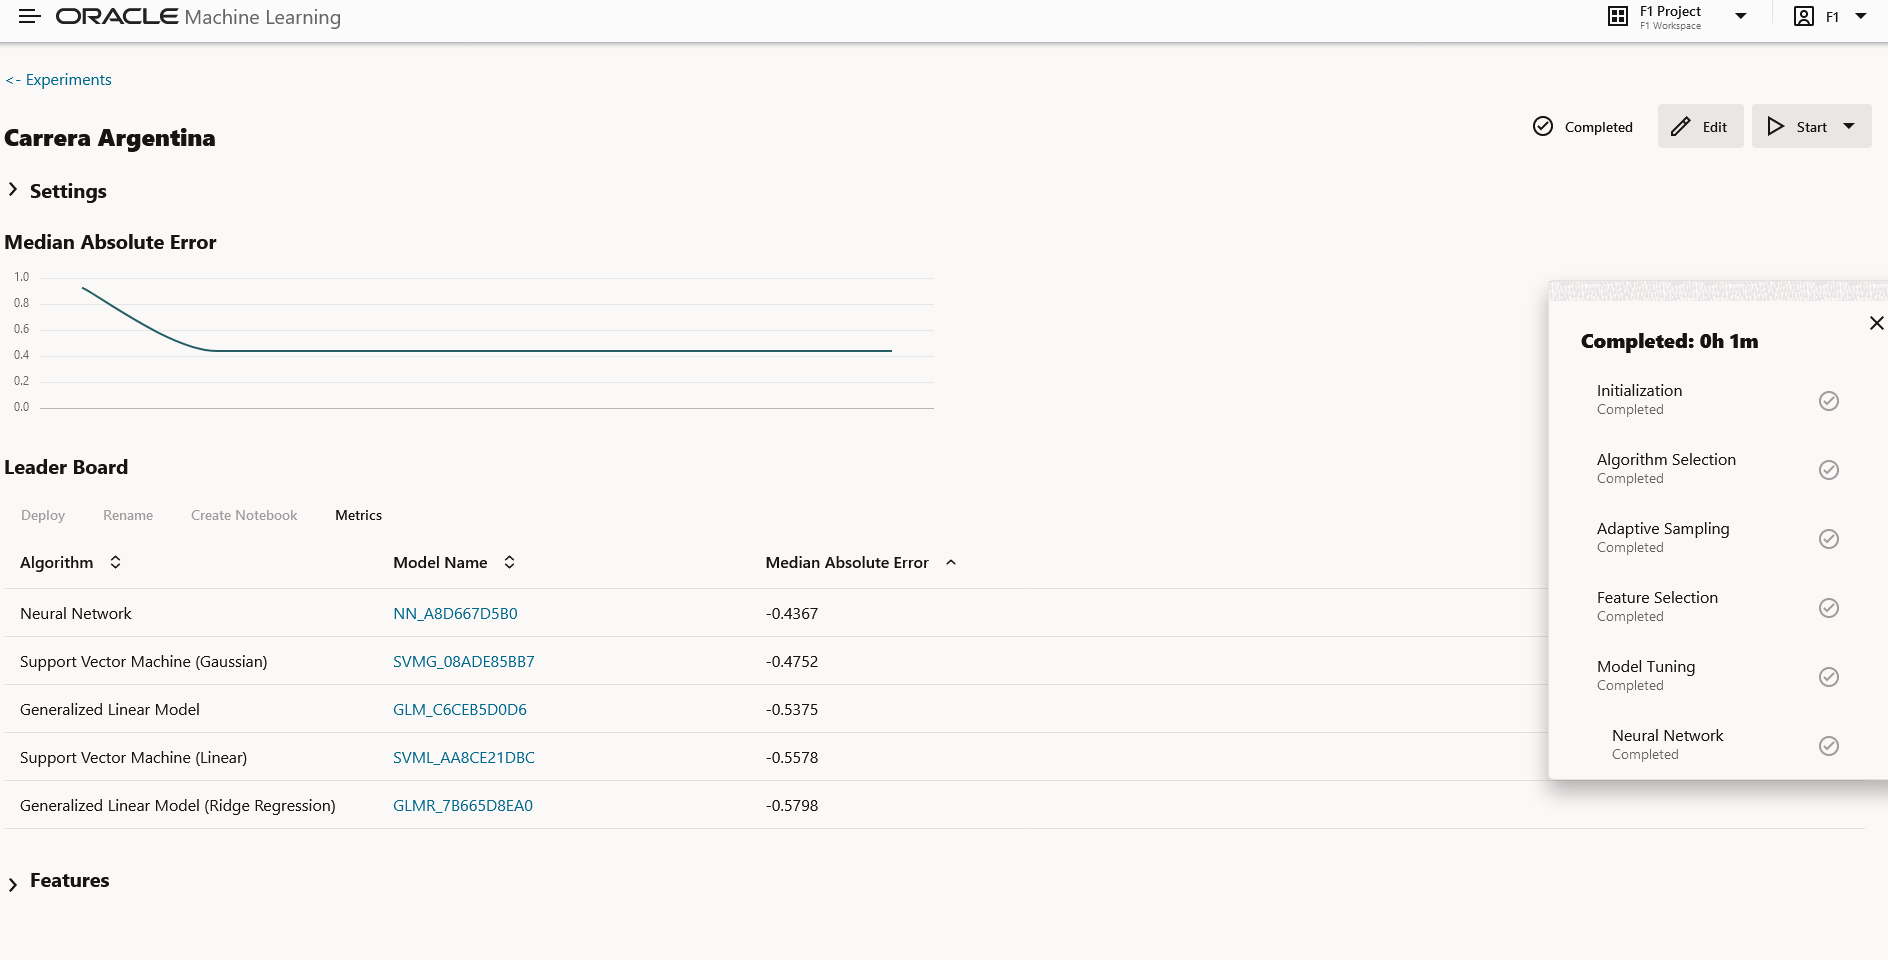 ORACLE Machine Learning
F1 Project
F1 Workspace
F1
<- Experiments
Carrera Argentina
Completed
Edit
Start
Settings
Median Absolute Error
1.0
0.8
0.6
0.4
0.2
0.0
Leader Board
Deploy Rename Create Notebook Metrics
Algorithm Model Name Median Absolute Error
Neural Network NN_A8D667D5B0 -0.4367
Support Vector Machine (Gaussian) SVMG_08ADE85BB7 -0.4752
Generalized Linear Model GLM_C6CEB5D0D6 -0.5375
Support Vector Machine (Linear) SVML_AA8CE21DBC -0.5578
Generalized Linear Model (Ridge Regression) GLMR_7B665D8EA0 -0.5798
Features
Completed: 0h 1m
Initialization
Completed
Algorithm Selection
Completed
Adaptive Sampling
Completed
Feature Selection
Completed
Model Tuning
Completed
Neural Network
Completed